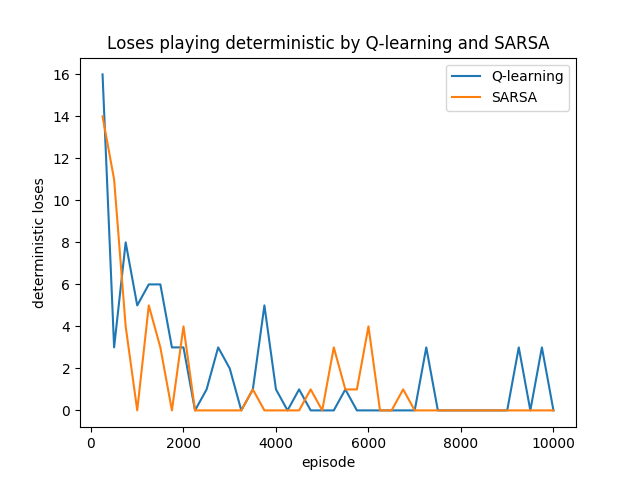 Loses playing deterministic by Q-learning and SARSA
Q-learning
SARSA
deterministic loses
16
14
12
10
8
6
4
2
0
0 2000 4000 6000 8000 10000
episode